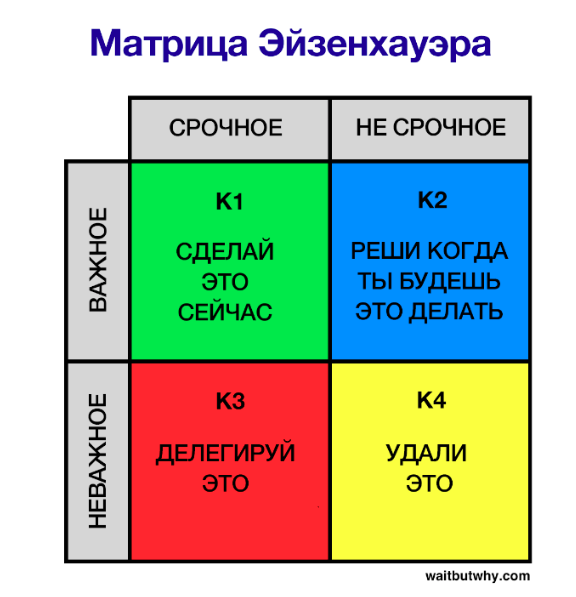 Матрица Эйзенхауэра
СРОЧНОЕ
НЕ СРОЧНОЕ
ВАЖНОЕ
К1
СДЕЛАЙ
ЭТО
СЕЙЧАС
К2
РЕШИ КОГДА
ТЫ БУДЕШЬ
ЭТО ДЕЛАТЬ
НЕВАЖНОЕ
К3
ДЕЛЕГИРУЙ
ЭТО
К4
УДАЛИ
ЭТО
waitbutwhy.com